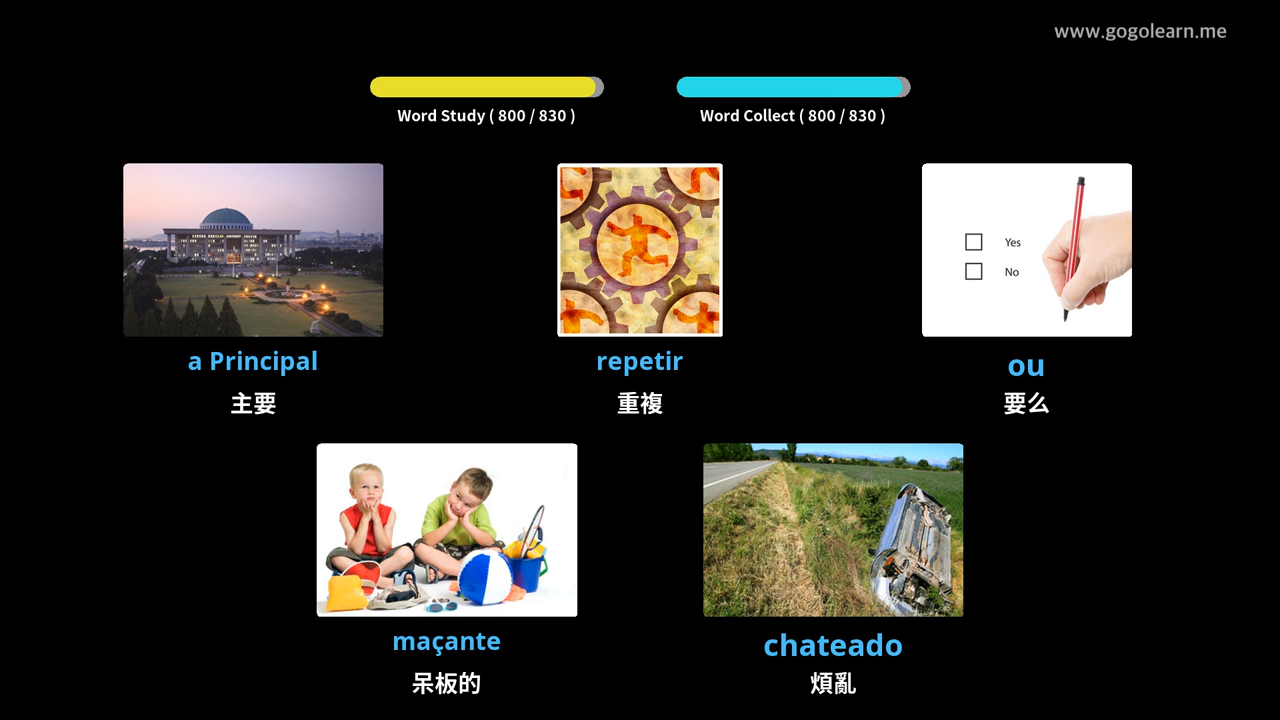 www.gogolearn.me
Word Study ( 800 / 830 )
Word Collect ( 800 / 830 )
Yes
No
a Principal
repetir
ou
主要
重複
要么
maçante
chateado
呆板的
煩亂